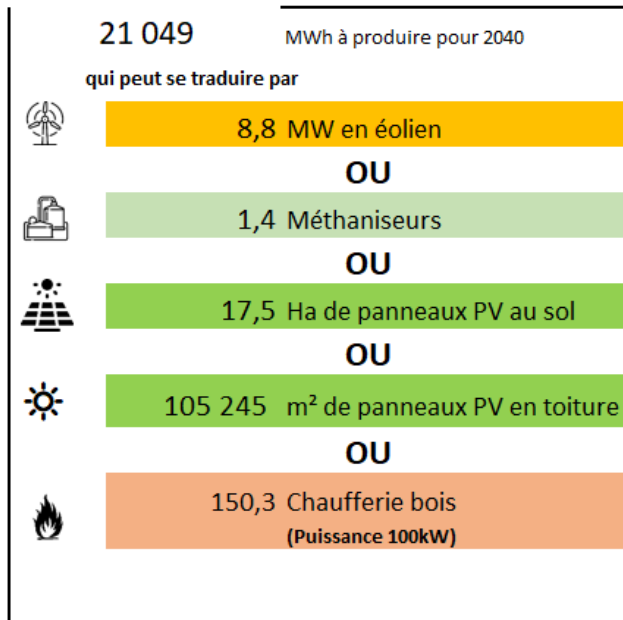 21 049 MWh à produire pour 2040
qui peut se traduire par
8,8 MW en éolien
OU
1,4 Méthaniseurs
OU
17,5 Ha de panneaux PV au sol
OU
105 245 m² de panneaux PV en toiture
OU
150,3 Chaufferie bois
(Puissance 100kW)